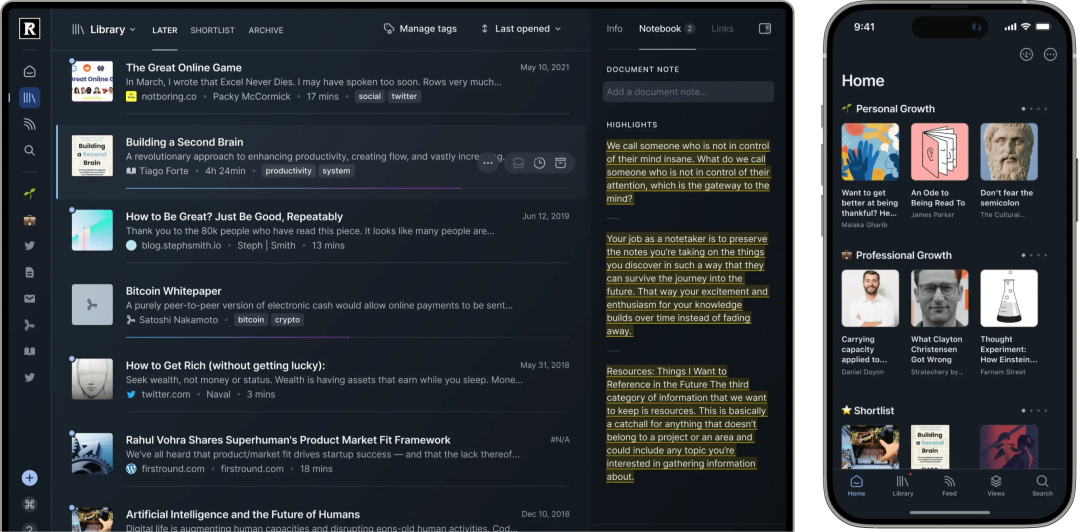 R
Library
LATER
SHORTLIST
ARCHIVE
Manage tags
Last opened
The Great Online Game
May 10, 2021
In March, I wrote that Excel Never Dies. I may have spoken too soon. Rows very much...
notboring.co • Packy McCormick • 17 mins • social twitter
Building a Second Brain
A revolutionary approach to enhancing productivity, creating flow, and vastly
Tiago Forte • 4h 24min • productivity system
Building
a Second
Brain
How to Be Great? Just Be Good, Repeatably
Jun 12, 2019
Thank you to the 80k people who have read this piece. It looks like many people are...
blog.stephsmith.io • Steph | Smith • 13 mins
Bitcoin Whitepaper
A purely peer-to-peer version of electronic cash would allow online payments to be sent...
Satoshi Nakamoto • bitcoin crypto
How to Get Rich (without getting lucky):
May 31, 2018
Seek wealth, not money or status. Wealth is having assets that earn while you sleep. Mone...
twitter.com • Naval • 3 mins
Rahul Vohra Shares Superhuman's Product Market Fit Framework
#N/A
We've all heard that product/market fit drives startup success — and that the lack thereof...
firstround.com • firstround.com • 18 mins
Artificial Intelligence and the Future of Humans
Dec 10, 2018
Digital life is augmenting human capacities and disrupting eons-old human activities. Cod...
Info
Notebook 2
Links
DOCUMENT NOTE
Add a document note...
HIGHLIGHTS
We call someone who is not in control
of their mind insane. What do we call
someone who is not in control of their
attention, which is the gateway to the
mind?
Your job as a notetaker is to preserve
the notes you're taking on the things
you discover in such a way that they
can survive the journey into the
future. That way your excitement and
enthusiasm for your knowledge
builds over time instead of fading
away.
Resources: Things I Want to
Reference in the Future The third
category of information that we want
to keep is resources. This is basically
a catchall for anything that doesn't
belong to a project or an area and
could include any topic you're
interested in gathering information
about.
9:41
Home
Personal Growth
Want to get
better at being
thankful? He...
Malaka Gharib
An Ode to
Being Read To
James Parker
Don't fear the
semicolon
The Cultural...
Professional Growth
Carrying
capacity
applied to...
Daniel Doyon
What Clayton
Christensen
Got Wrong
Stratechery by...
Thought
Experiment:
How Einstein...
Farnam Street
Shortlist
Building
a Second
Brain
Home
Library
Feed
Views
Search